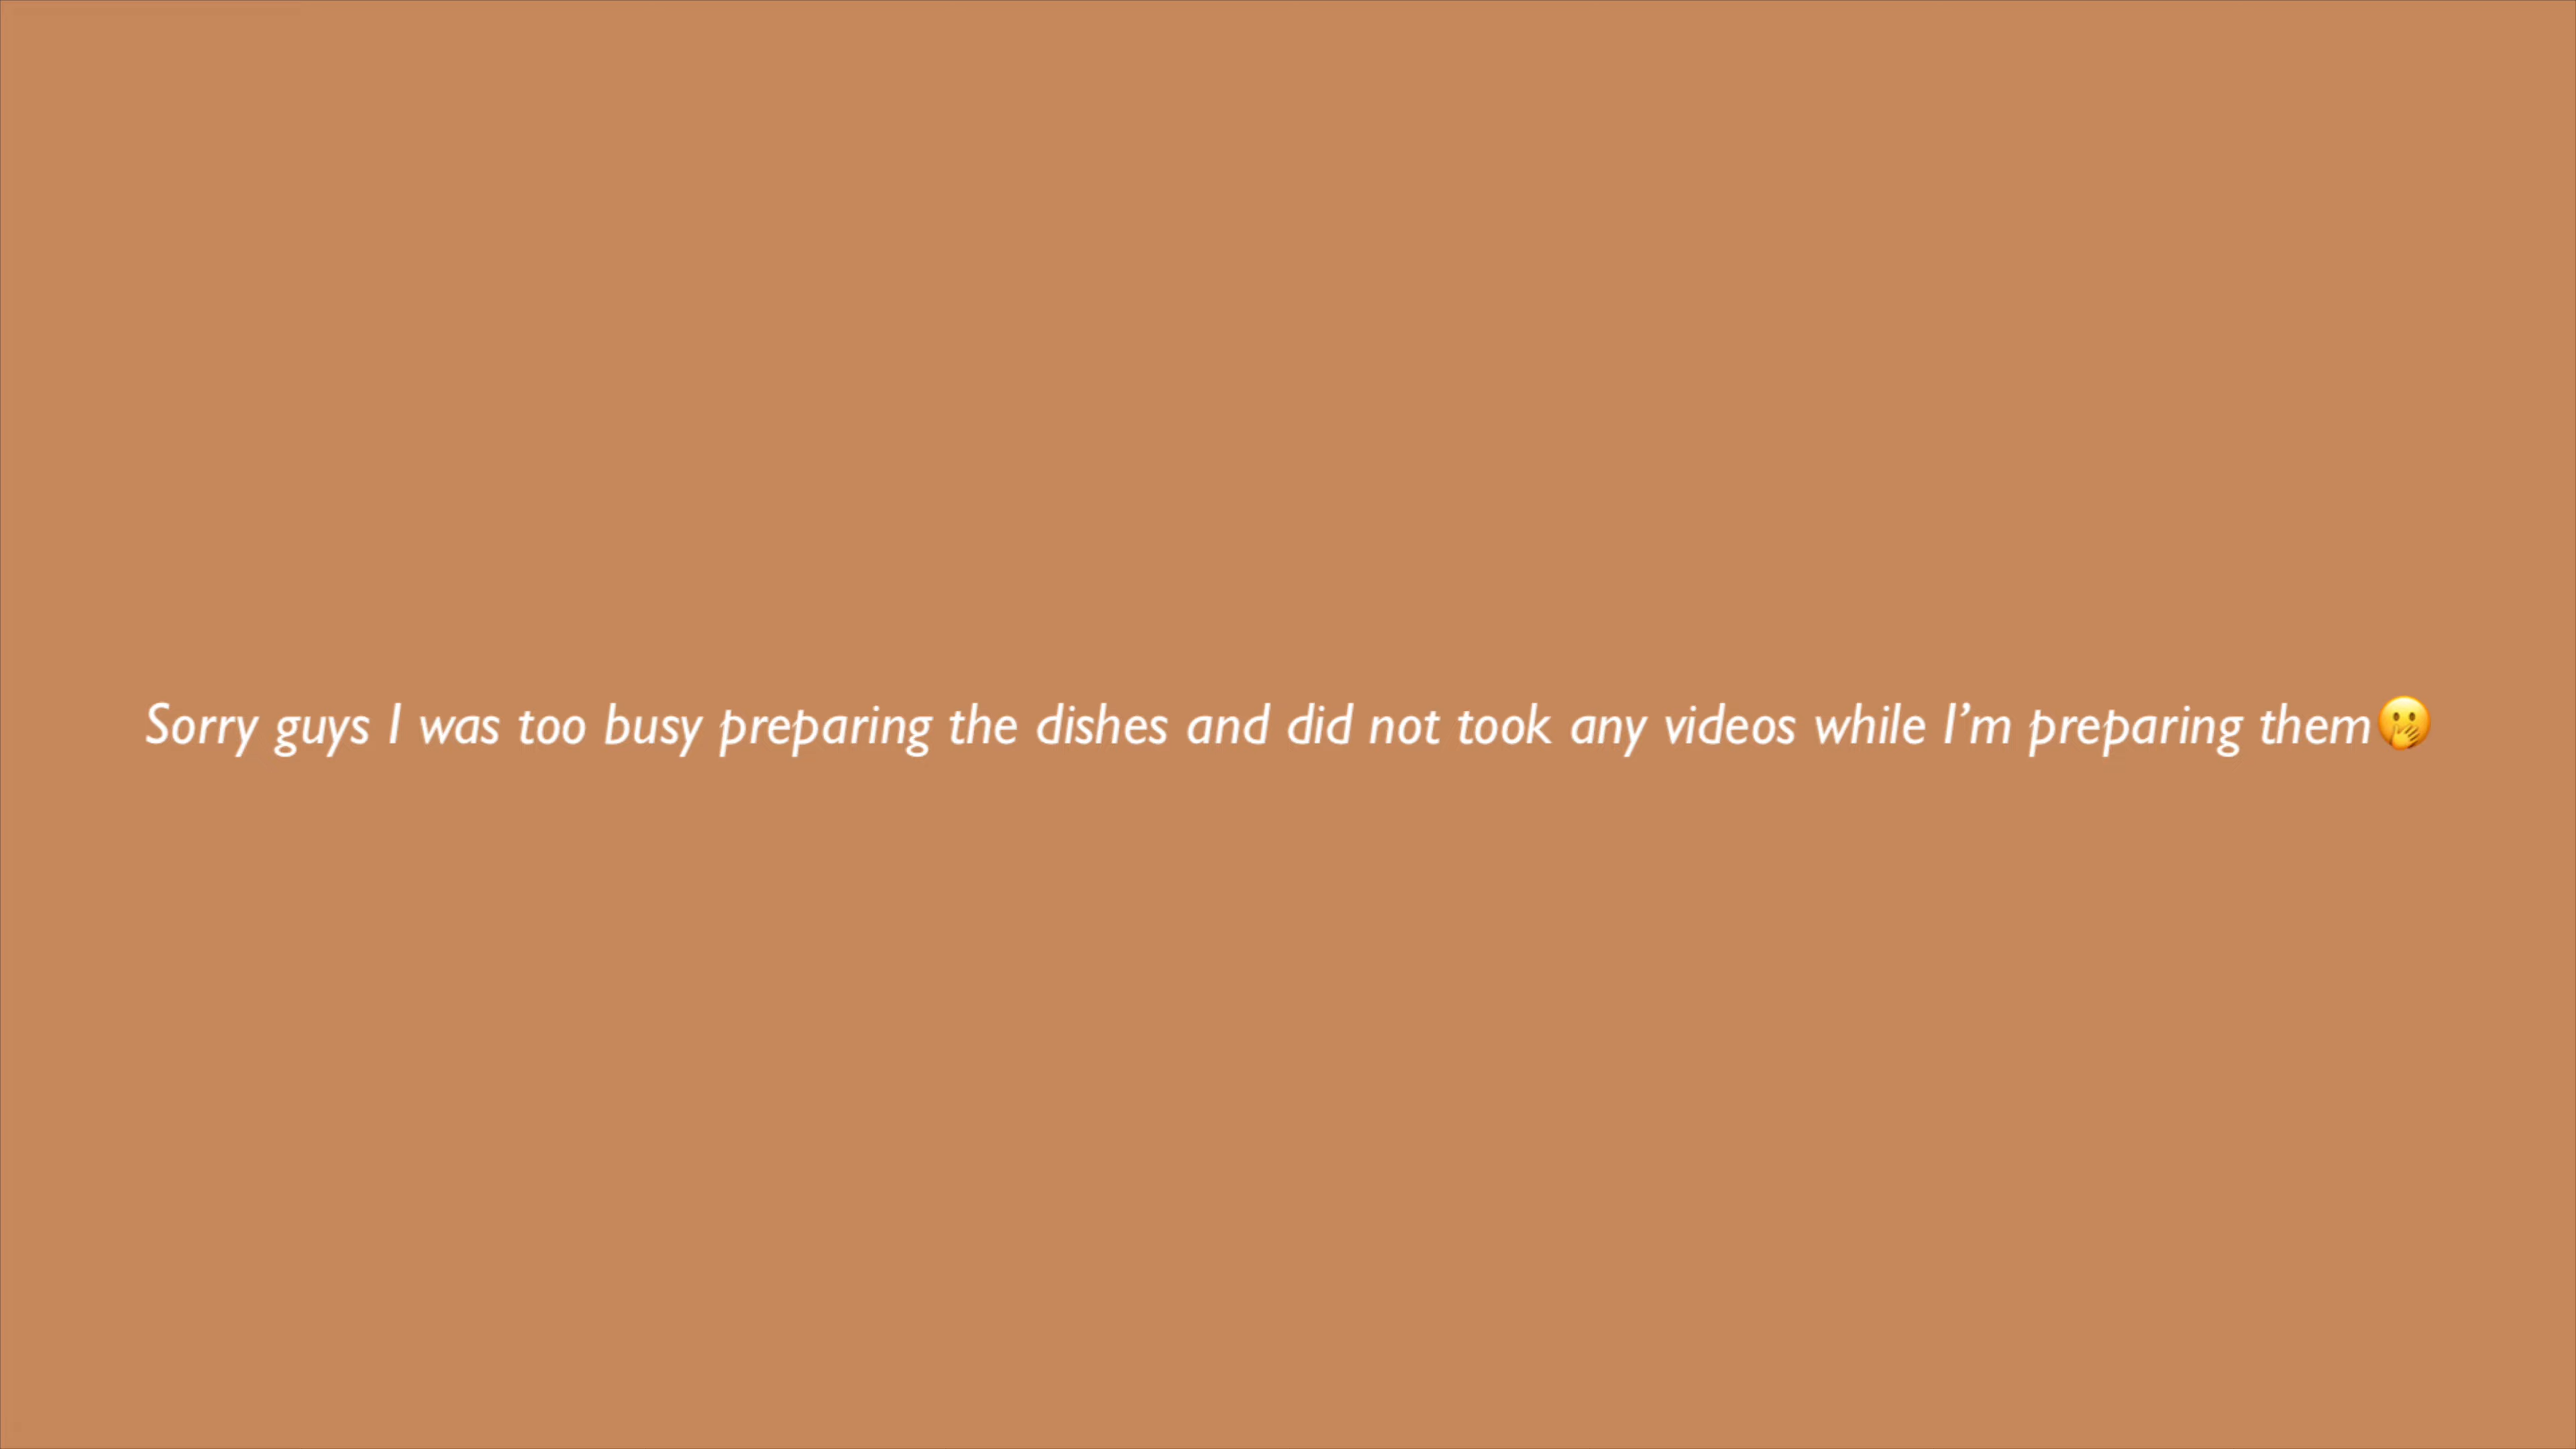 Sorry guys I was too busy preparing the dishes and did not took any videos while I’m preparing them🫢